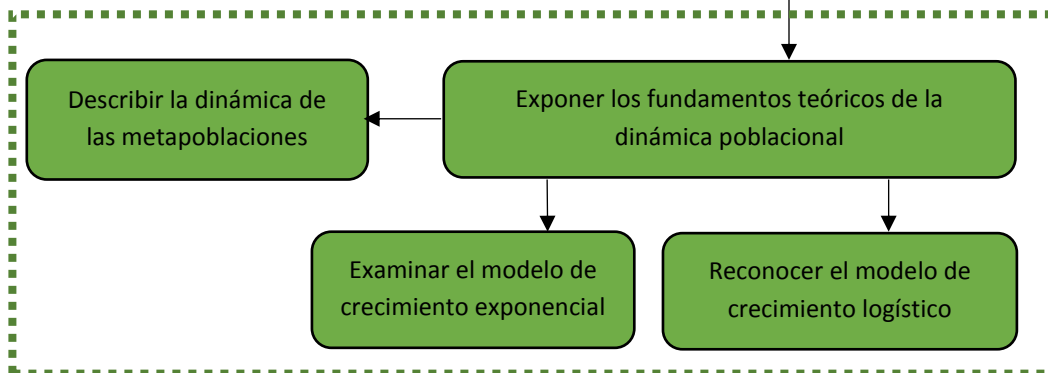 Describir la dinámica de
las metapoblaciones
Exponer los fundamentos teóricos de la
dinámica poblacional
Examinar el modelo de
crecimiento exponencial
Reconocer el modelo de
crecimiento logístico